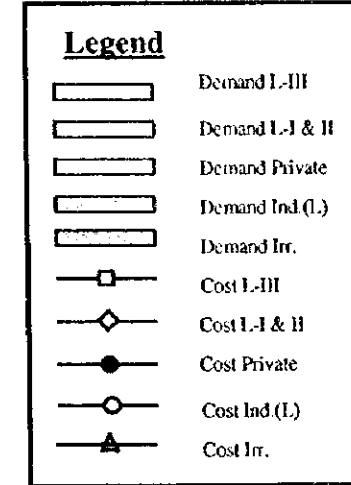 Legend
Demand L-III
Demand L-I & II
Demand Private
Demand Ind.(L)
Demand Irr.
Cost L-III
Cost L-I & II
Cost Private
Cost Ind.(L)
Cost Irr.